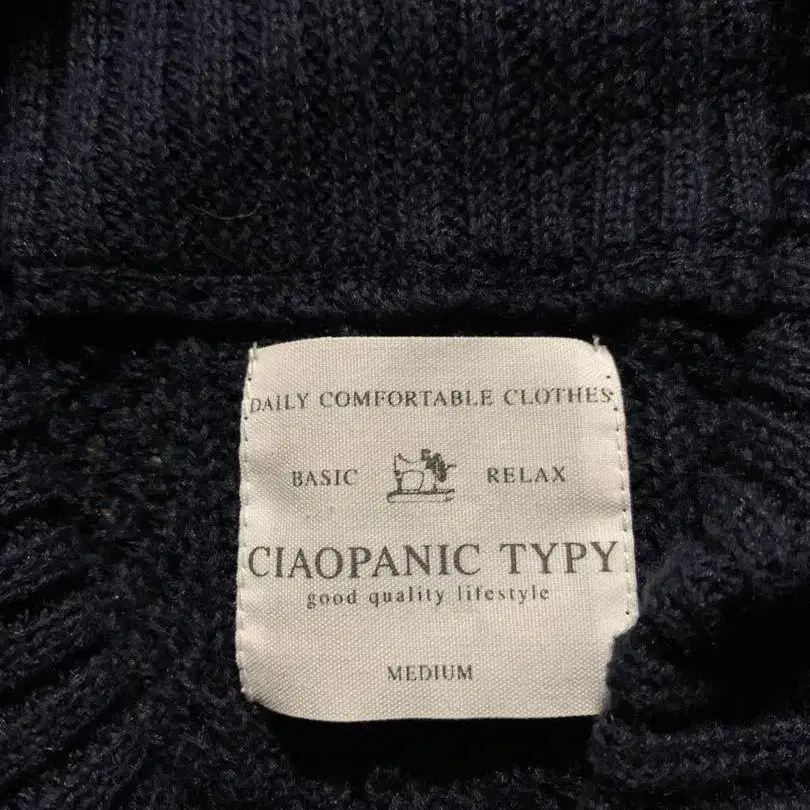 DAILY COMFORTABLE CLOTHES
BASIC RELAX
CIAOPANIC TYPY
good quality lifestyle
MEDIUM